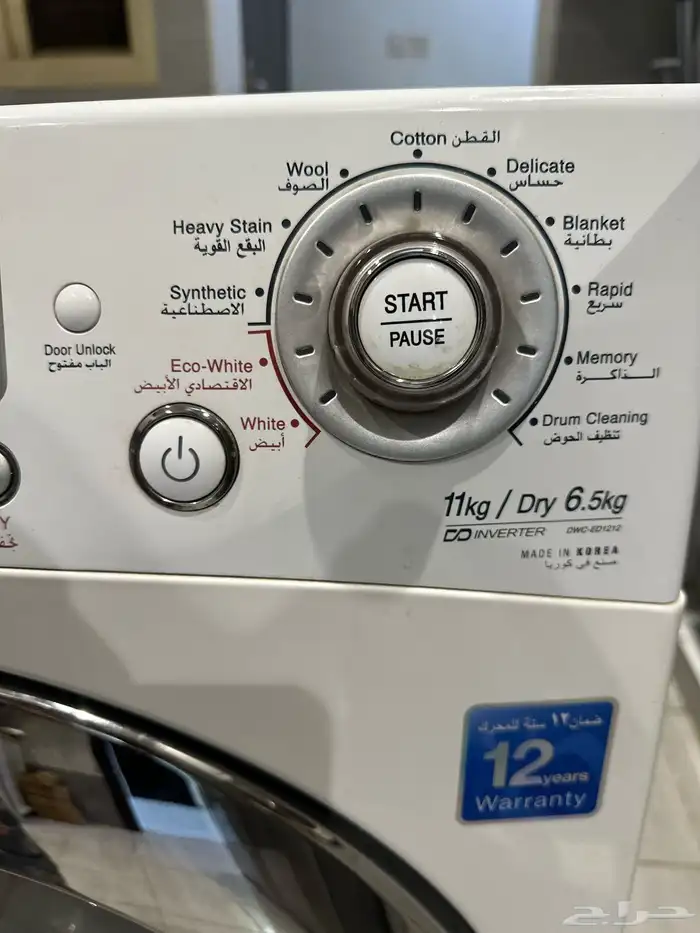 Cotton القطن
Wool
الصوف
Delicate
حساس
Heavy Stain
البقع القوية
Blanket
بطانية
Synthetic
الاصطناعية
Rapid
سريع
START
PAUSE
Door Unlock
الباب مفتوح
Eco-White
الاقتصادي الأبيض
Memory
الذاكرة
White
أبيض
Drum Cleaning
تنظيف الحوض
11kg / Dry 6.5kg
DD INVERTER DWC-ED1212
MADE IN KOREA
صنع في كوريا
ضمان ١٢ سنة للمحرك
12 years
Warranty
حراج